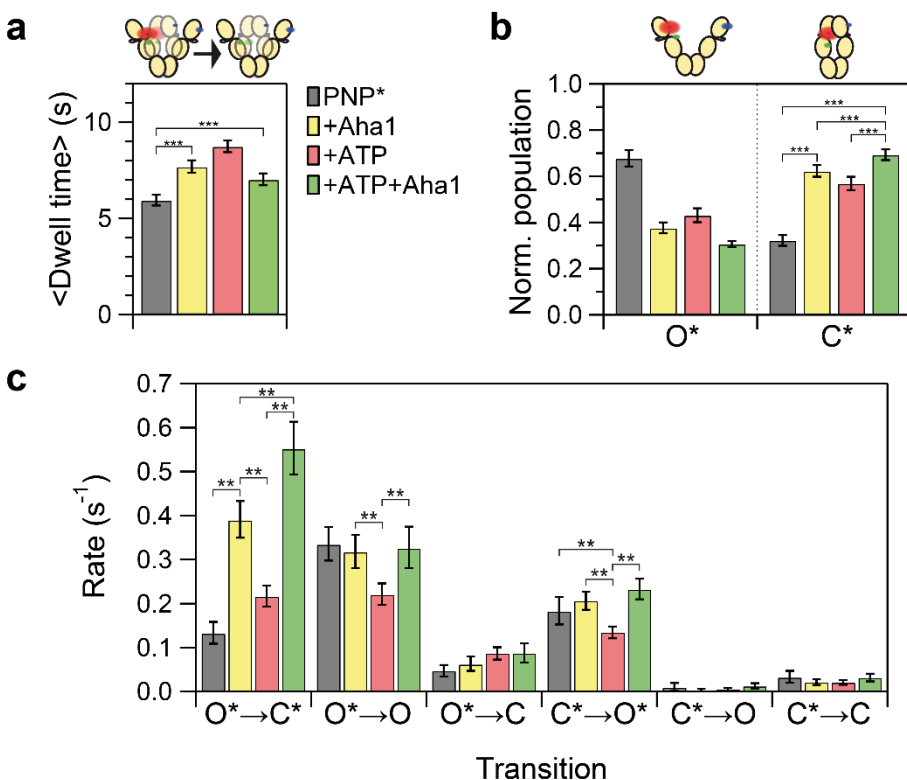 a
<Dwell time> (s)
10
5
0
***
***
PNP*
+Aha1
+ATP
+ATP+Aha1
b
Norm. population
1.0
0.8
0.6
0.4
0.2
0.0
***
***
***
***
O*
C*
c
Rate (s⁻¹)
0.7
0.6
0.5
0.4
0.3
0.2
0.1
0.0
**
**
**
**
**
**
**
**
**
O*→C*
O*→O
O*→C
C*→O*
C*→O
C*→C
Transition